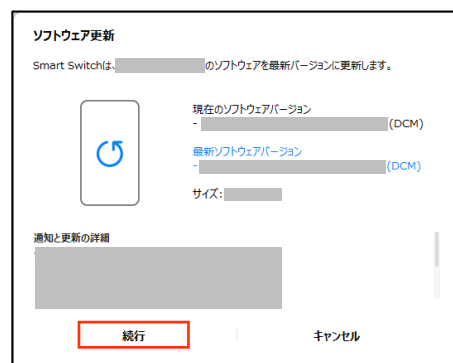 ソフトウェア更新
Smart Switchは、のソフトウェアを最新バージョンに更新します。
現在のソフトウェアバージョン
- (DCM)
最新ソフトウェアバージョン
- (DCM)
サイズ:
通知と更新の詳細
続行
キャンセル